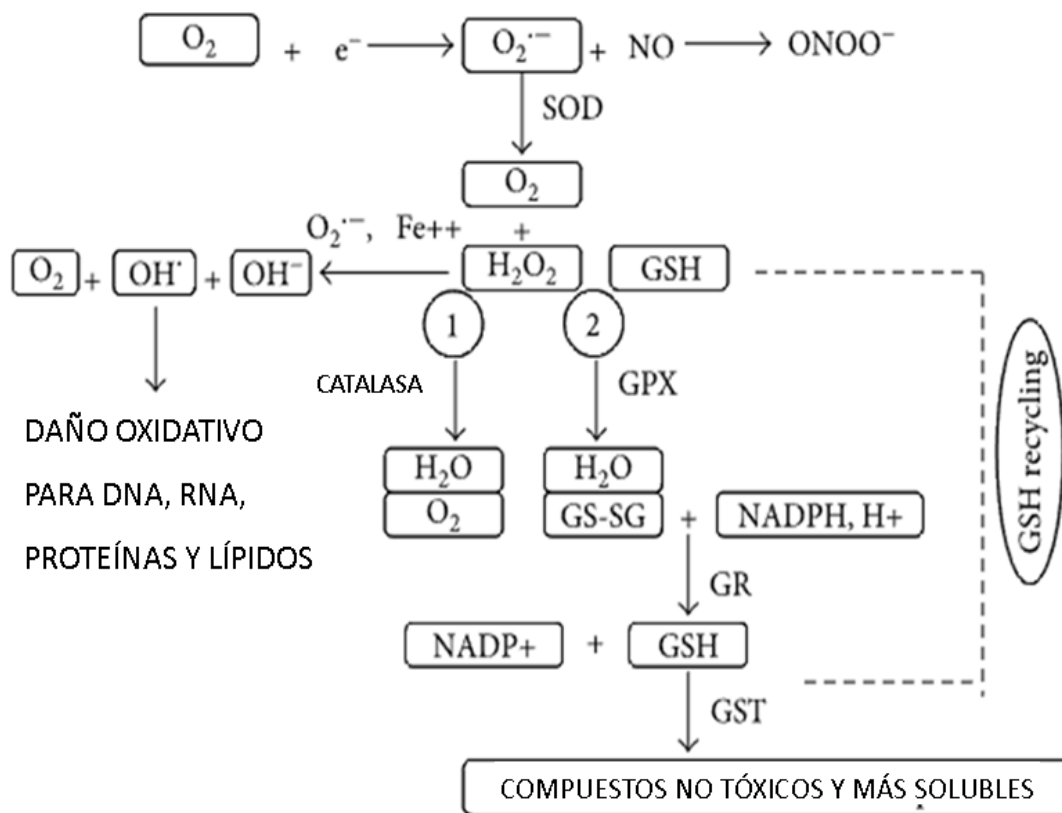 O₂ + e⁻ → O₂·⁻ + NO → ONOO⁻
SOD
O₂
O₂·⁻, Fe++ +
O₂ + OH· + OH⁻ ← H₂O₂ GSH
1 2
CATALASA GPX
DAÑO OXIDATIVO
PARA DNA, RNA,
PROTEÍNAS Y LÍPIDOS
H₂O H₂O
O₂ GS-SG + NADPH, H+
GR
NADP+ + GSH
GST
COMPUESTOS NO TÓXICOS Y MÁS SOLUBLES
GSH recycling